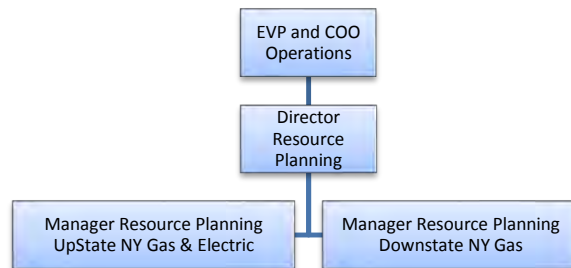 EVP and COO
Operations
Director
Resource
Planning
Manager Resource Planning
UpState NY Gas & Electric
Manager Resource Planning
Downstate NY Gas